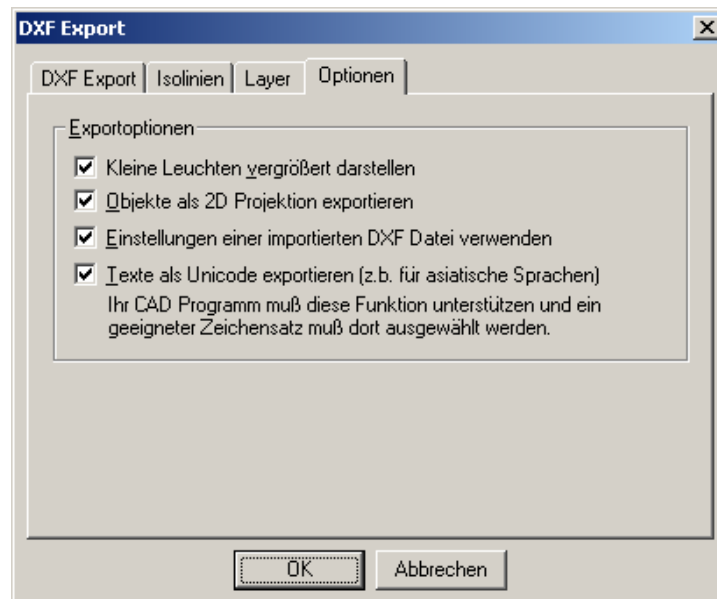 DXF Export
DXF Export Isolinien Layer Optionen
Exportoptionen
Kleine Leuchten vergrößert darstellen
Objekte als 2D Projektion exportieren
Einstellungen einer importierten DXF Datei verwenden
Texte als Unicode exportieren (z.b. für asiatische Sprachen)
Ihr CAD Programm muß diese Funktion unterstützen und ein
geeigneter Zeichensatz muß dort ausgewählt werden.
OK Abbrechen